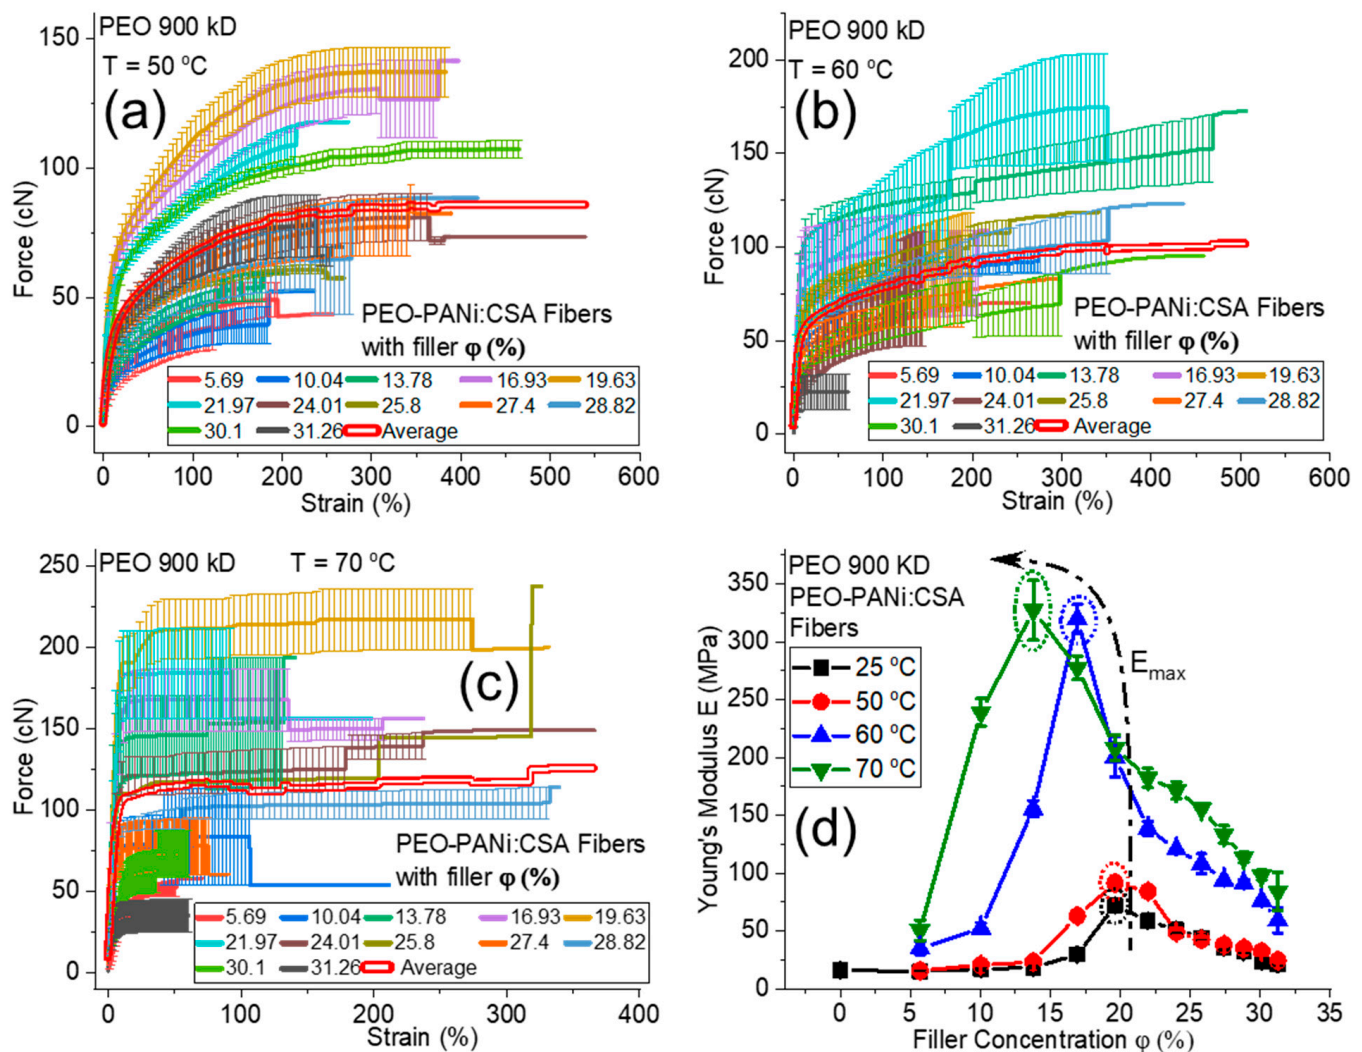 PEO 900 kD
T = 50 °C
(a)
150
100
50
0
Force (cN)
PEO-PANi:CSA Fibers
with filler φ (%)
5.69 10.04 13.78 16.93 19.63
21.97 24.01 25.8 27.4 28.82
30.1 31.26 Average
0 100 200 300 400 500 600
Strain (%)
PEO 900 kD
T = 60 °C
(b)
200
150
100
50
0
Force (cN)
PEO-PANi:CSA Fibers
with filler φ (%)
5.69 10.04 13.78 16.93 19.63
21.97 24.01 25.8 27.4 28.82
30.1 31.26 Average
0 100 200 300 400 500 600
Strain (%)
PEO 900 kD T = 70 °C
(c)
250
200
150
100
50
0
Force (cN)
PEO-PANi:CSA Fibers
with filler φ (%)
5.69 10.04 13.78 16.93 19.63
21.97 24.01 25.8 27.4 28.82
30.1 31.26 Average
0 100 200 300 400
Strain (%)
PEO 900 KD
PEO-PANi:CSA
Fibers
25 °C
50 °C
60 °C
70 °C
(d)
Emax
350
300
250
200
150
100
50
0
Young's Modulus E (MPa)
0 5 10 15 20 25 30 35
Filler Concentration φ (%)